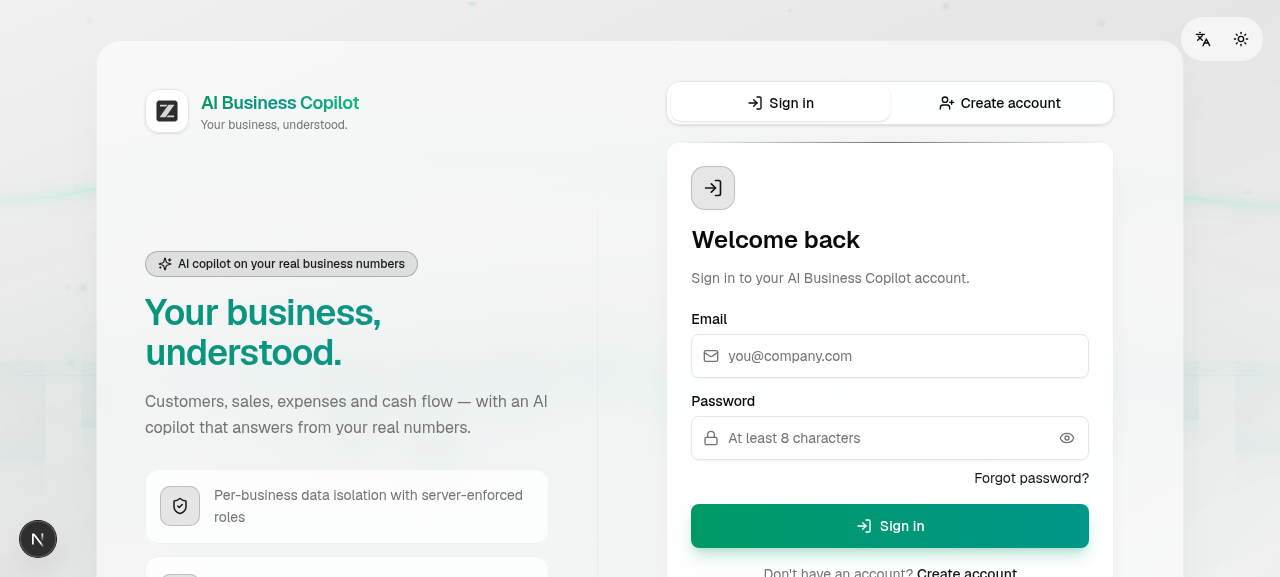 AI Business Copilot
Your business, understood.
AI copilot on your real business numbers
Your business,
understood.
Customers, sales, expenses and cash flow — with an AI
copilot that answers from your real numbers.
Per-business data isolation with server-enforced
roles
Sign in
Create account
Welcome back
Sign in to your AI Business Copilot account.
Email
you@company.com
Password
At least 8 characters
Forgot password?
Sign in
Don't have an account? Create account